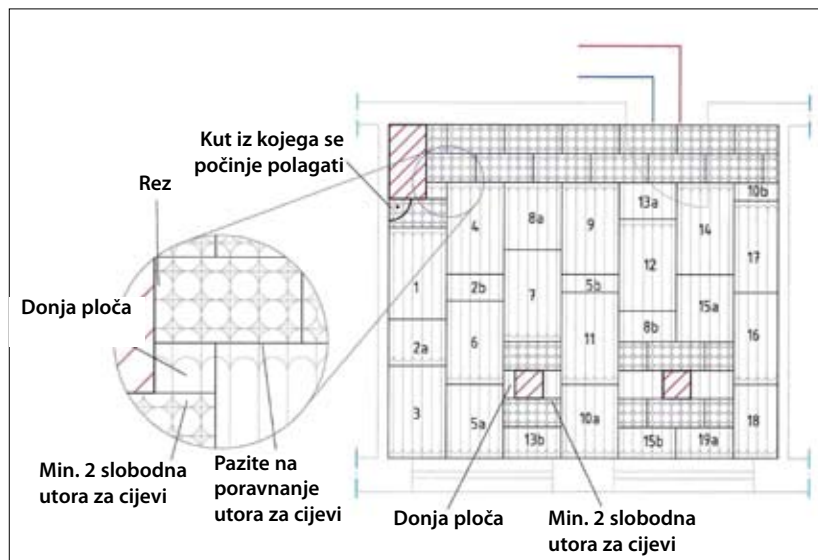 Kut iz kojega se
počinje polagati
Rez
Donja ploča
Min. 2 slobodna
utora za cijevi
Pazite na
poravnanje
utora za cijevi
Donja ploča
Min. 2 slobodna
utora za cijevi
1
2a
3
4
2b
6
5a
8a
7
13b
9
5b
11
10a
13a
12
8b
15b
14
15a
19a
10b
17
16
18